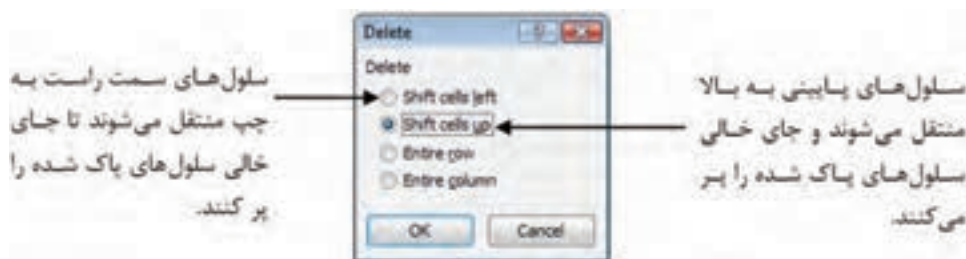 سلول‌های پایینی به بالا
منتقل می‌شوند و جای خالی
سلول‌های پاک شده را پر
می‌کنند.
Delete
Delete
Shift cells left
Shift cells up
Entire row
Entire column
OK
Cancel
سلول‌های سمت راست به
چپ منتقل می‌شوند تا جای
خالی سلول‌های پاک شده را
پر کنند.